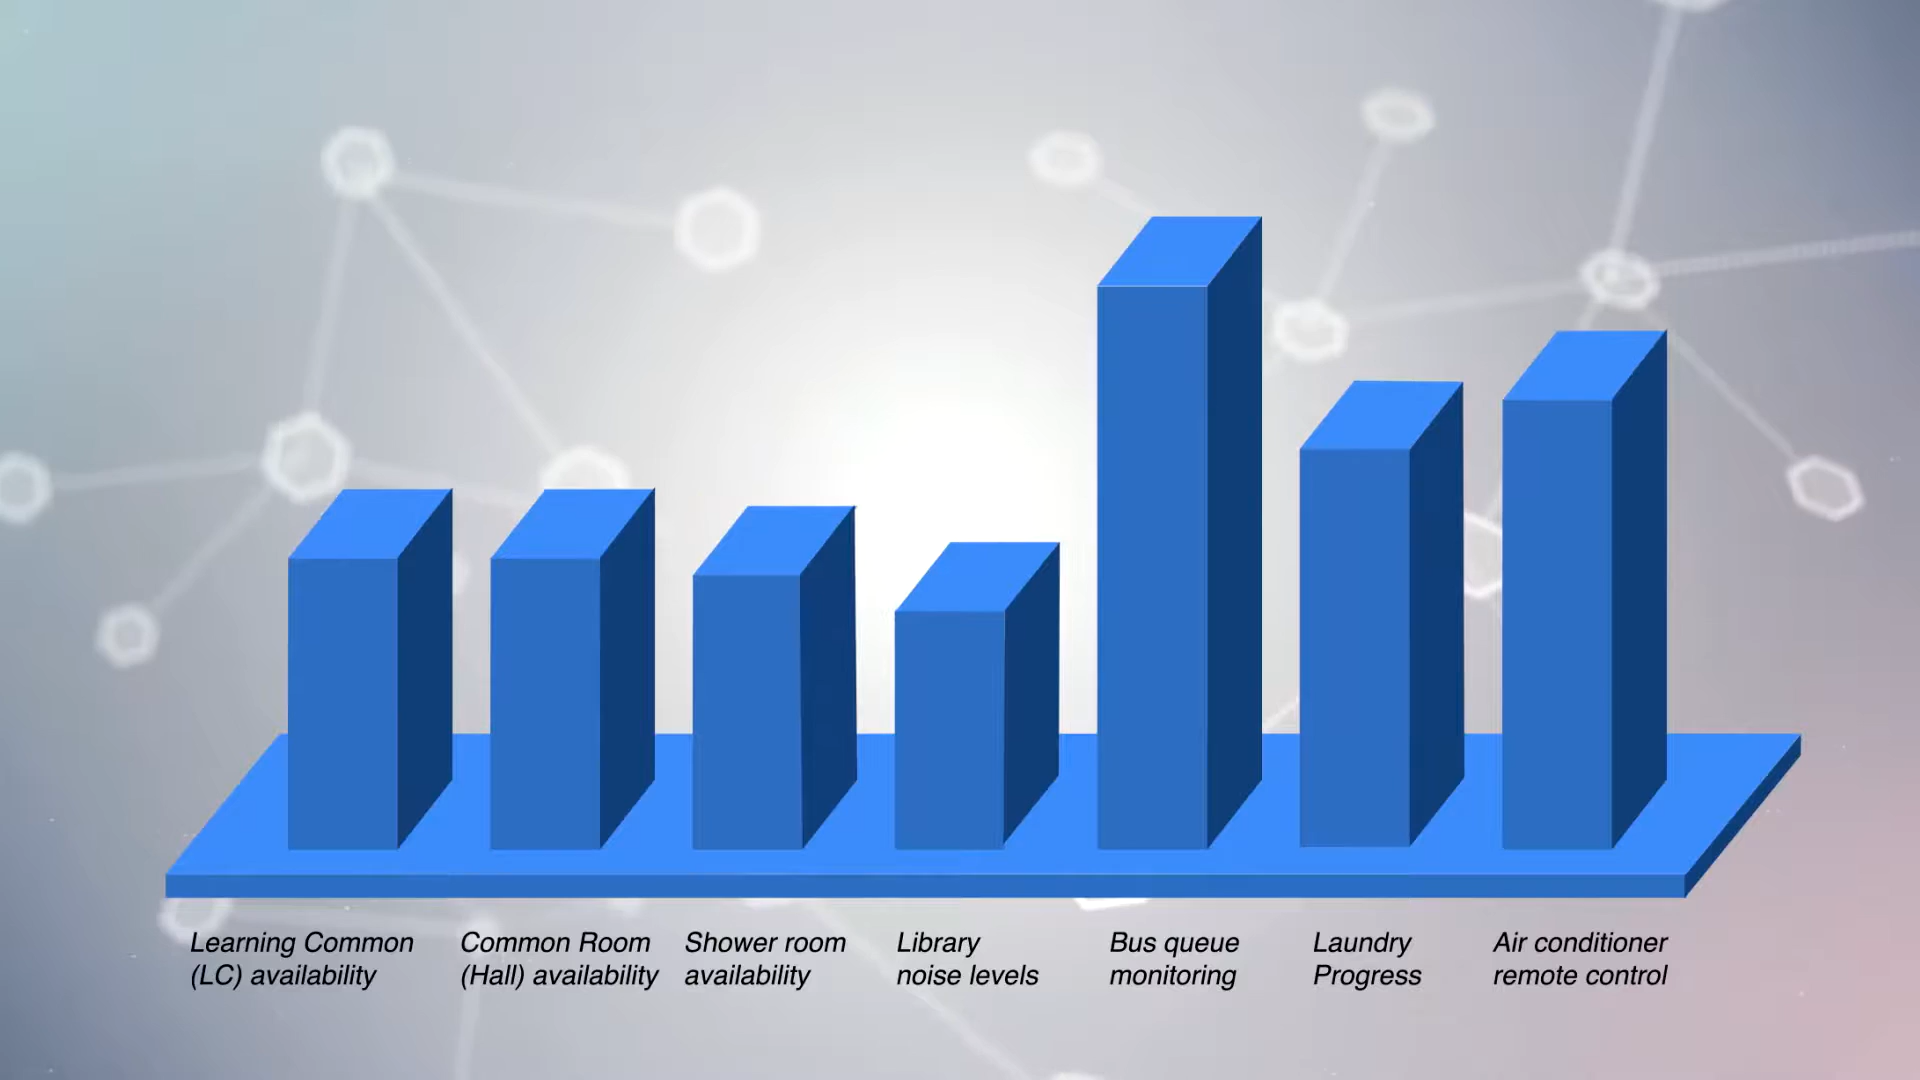 Learning Common
(LC) availability
Common Room
(Hall) availability
Shower room
availability
Library
noise levels
Bus queue
monitoring
Laundry
Progress
Air conditioner
remote control